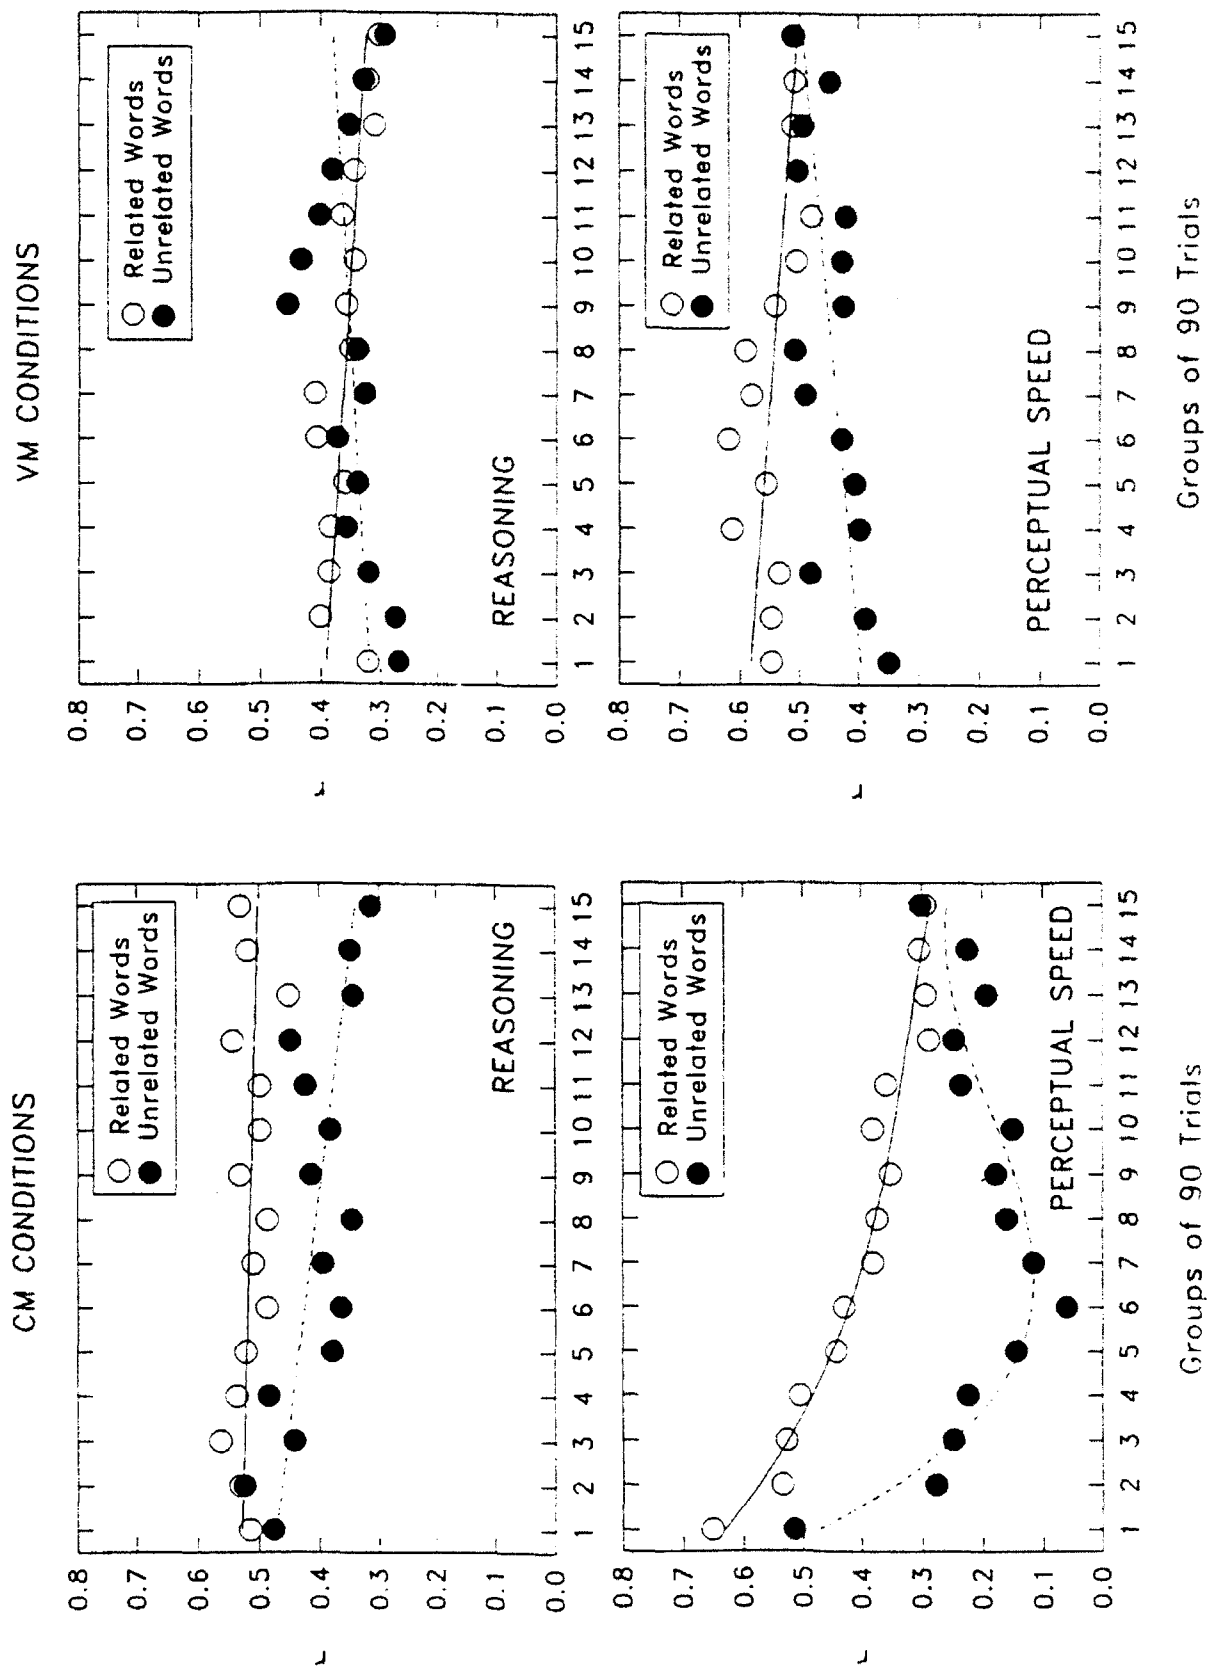 CM CONDITIONS
VM CONDITIONS
r
0.8
0.7
0.6
0.5
0.4
0.3
0.2
0.1
0.0
Related Words
Unrelated Words
REASONING
1 2 3 4 5 6 7 8 9 10 11 12 13 14 15
r
0.8
0.7
0.6
0.5
0.4
0.3
0.2
0.1
0.0
Related Words
Unrelated Words
REASONING
1 2 3 4 5 6 7 8 9 10 11 12 13 14 15
r
0.8
0.7
0.6
0.5
0.4
0.3
0.2
0.1
0.0
Related Words
Unrelated Words
PERCEPTUAL SPEED
1 2 3 4 5 6 7 8 9 10 11 12 13 14 15
Groups of 90 Trials
r
0.8
0.7
0.6
0.5
0.4
0.3
0.2
0.1
0.0
Related Words
Unrelated Words
PERCEPTUAL SPEED
1 2 3 4 5 6 7 8 9 10 11 12 13 14 15
Groups of 90 Trials